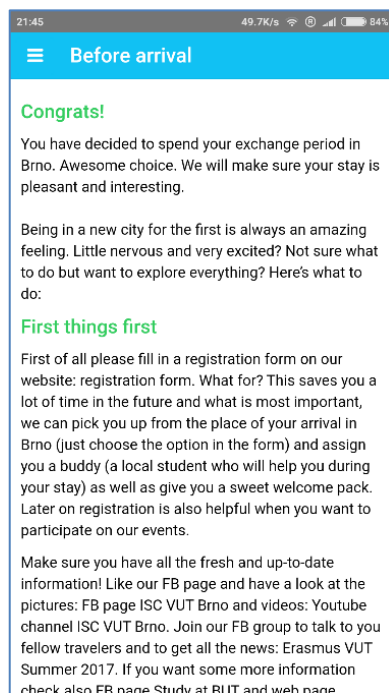 21:45 49.7K/s R 84%
Before arrival
Congrats!
You have decided to spend your exchange period in
Brno. Awesome choice. We will make sure your stay is
pleasant and interesting.
Being in a new city for the first is always an amazing
feeling. Little nervous and very excited? Not sure what
to do but want to explore everything? Here’s what to
do:
First things first
First of all please fill in a registration form on our
website: registration form. What for? This saves you a
lot of time in the future and what is most important,
we can pick you up from the place of your arrival in
Brno (just choose the option in the form) and assign
you a buddy (a local student who will help you during
your stay) as well as give you a sweet welcome pack.
Later on registration is also helpful when you want to
participate on our events.
Make sure you have all the fresh and up-to-date
information! Like our FB page and have a look at the
pictures: FB page ISC VUT Brno and videos: Youtube
channel ISC VUT Brno. Join our FB group to talk to you
fellow travelers and to get all the news: Erasmus VUT
Summer 2017. If you want some more information
check also FB page Study at BUT and web page